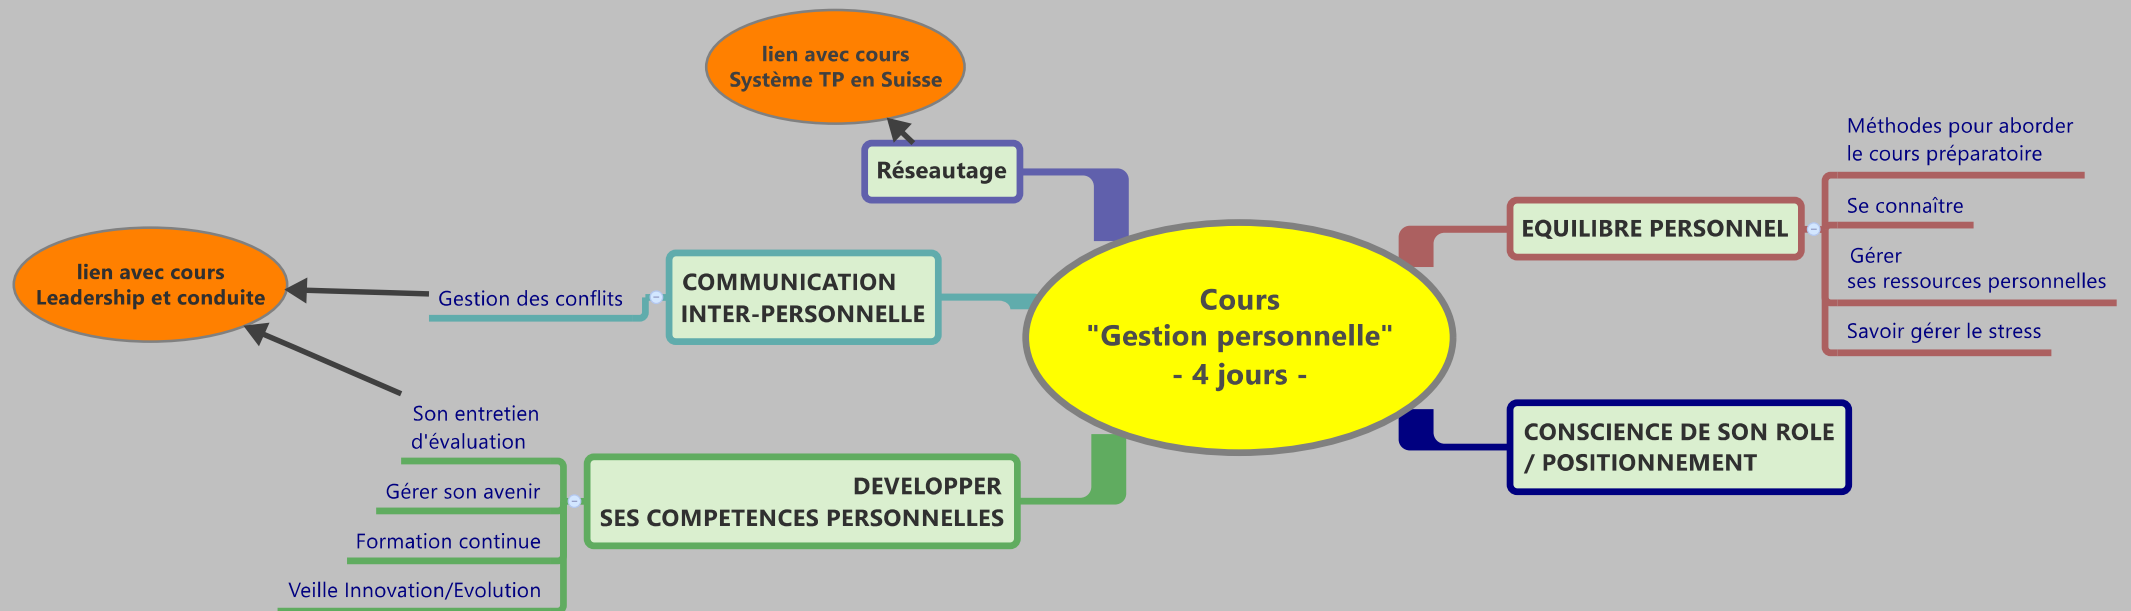 lien avec cours
Système TP en Suisse
Réseautage
lien avec cours
Leadership et conduite
Gestion des conflits
COMMUNICATION
INTER-PERSONNELLE
Son entretien
d'évaluation
Gérer son avenir
Formation continue
Veille Innovation/Evolution
DEVELOPPER
SES COMPETENCES PERSONNELLES
Cours
"Gestion personnelle"
- 4 jours -
EQUILIBRE PERSONNEL
Méthodes pour aborder
le cours préparatoire
Se connaître
Gérer
ses ressources personnelles
Savoir gérer le stress
CONSCIENCE DE SON ROLE
/ POSITIONNEMENT